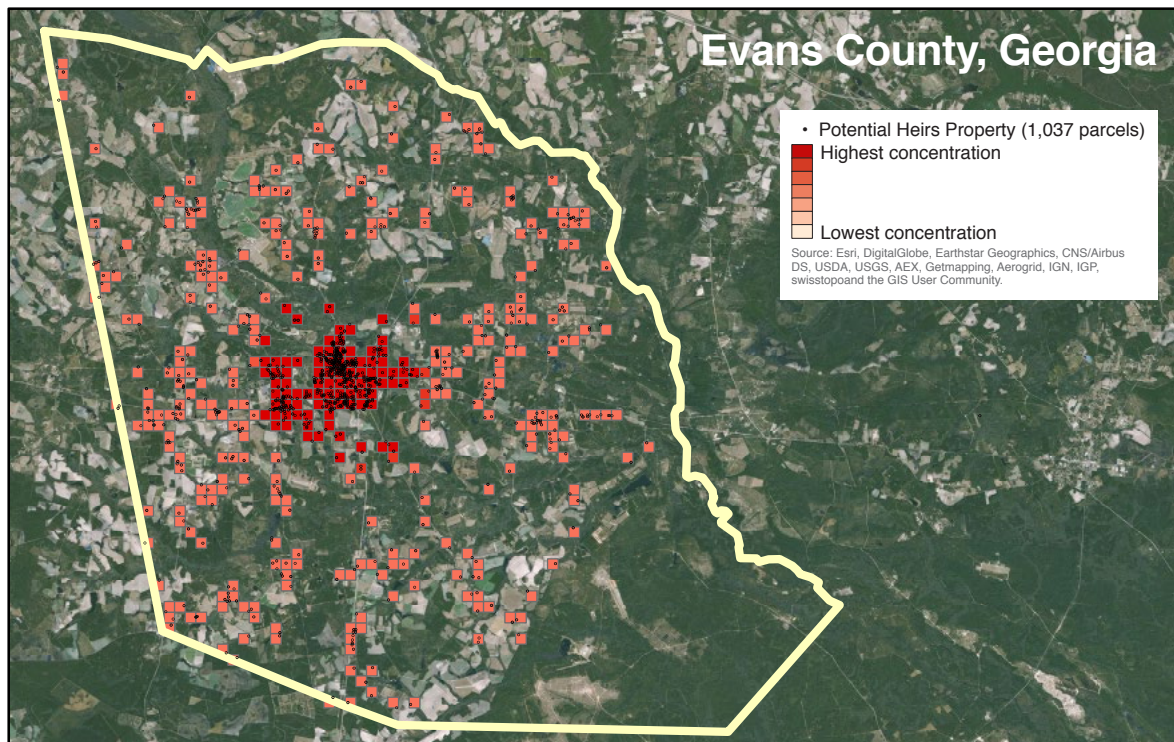 Evans County, Georgia
• Potential Heirs Property (1,037 parcels)
Highest concentration
Lowest concentration
Source: Esri, DigitalGlobe, Earthstar Geographics, CNS/Airbus
DS, USDA, USGS, AEX, Getmapping, Aerogrid, IGN, IGP,
swisstopoand the GIS User Community.